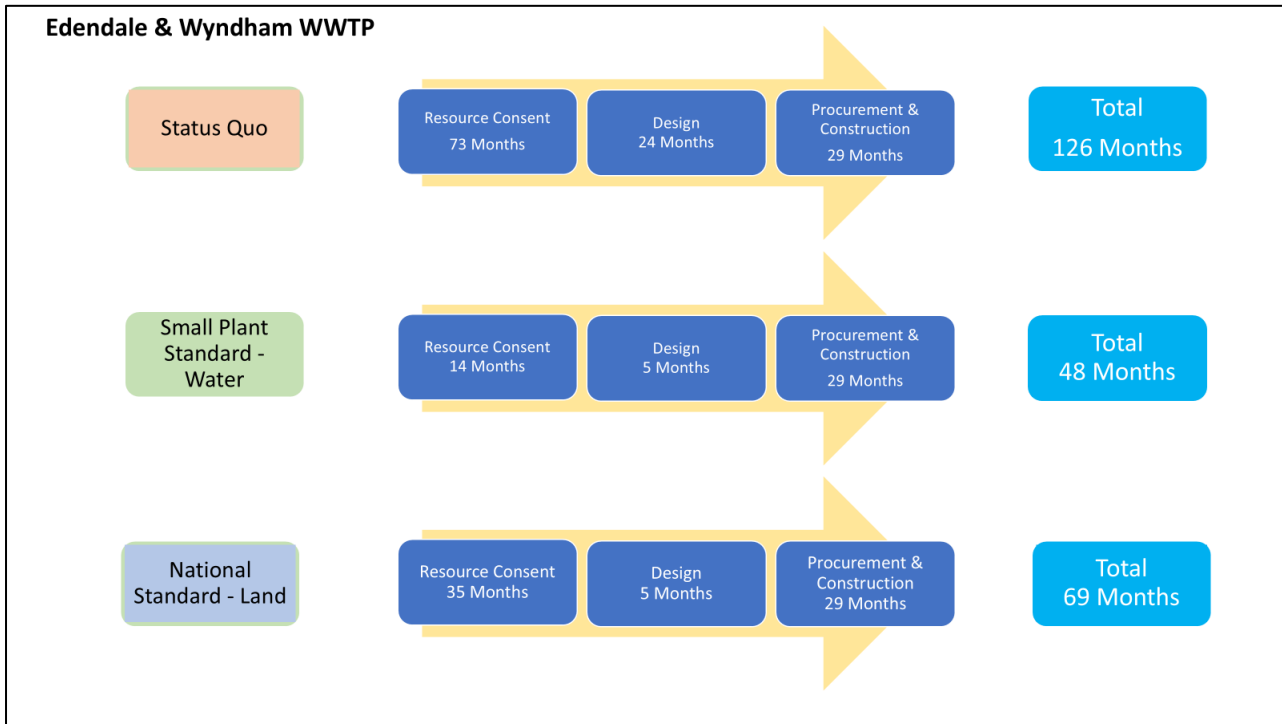 Edendale & Wyndham WWTP
Status Quo
Resource Consent
73 Months
Design
24 Months
Procurement &
Construction
29 Months
Total
126 Months
Small Plant
Standard -
Water
Resource Consent
14 Months
Design
5 Months
Procurement &
Construction
29 Months
Total
48 Months
National
Standard - Land
Resource Consent
35 Months
Design
5 Months
Procurement &
Construction
29 Months
Total
69 Months